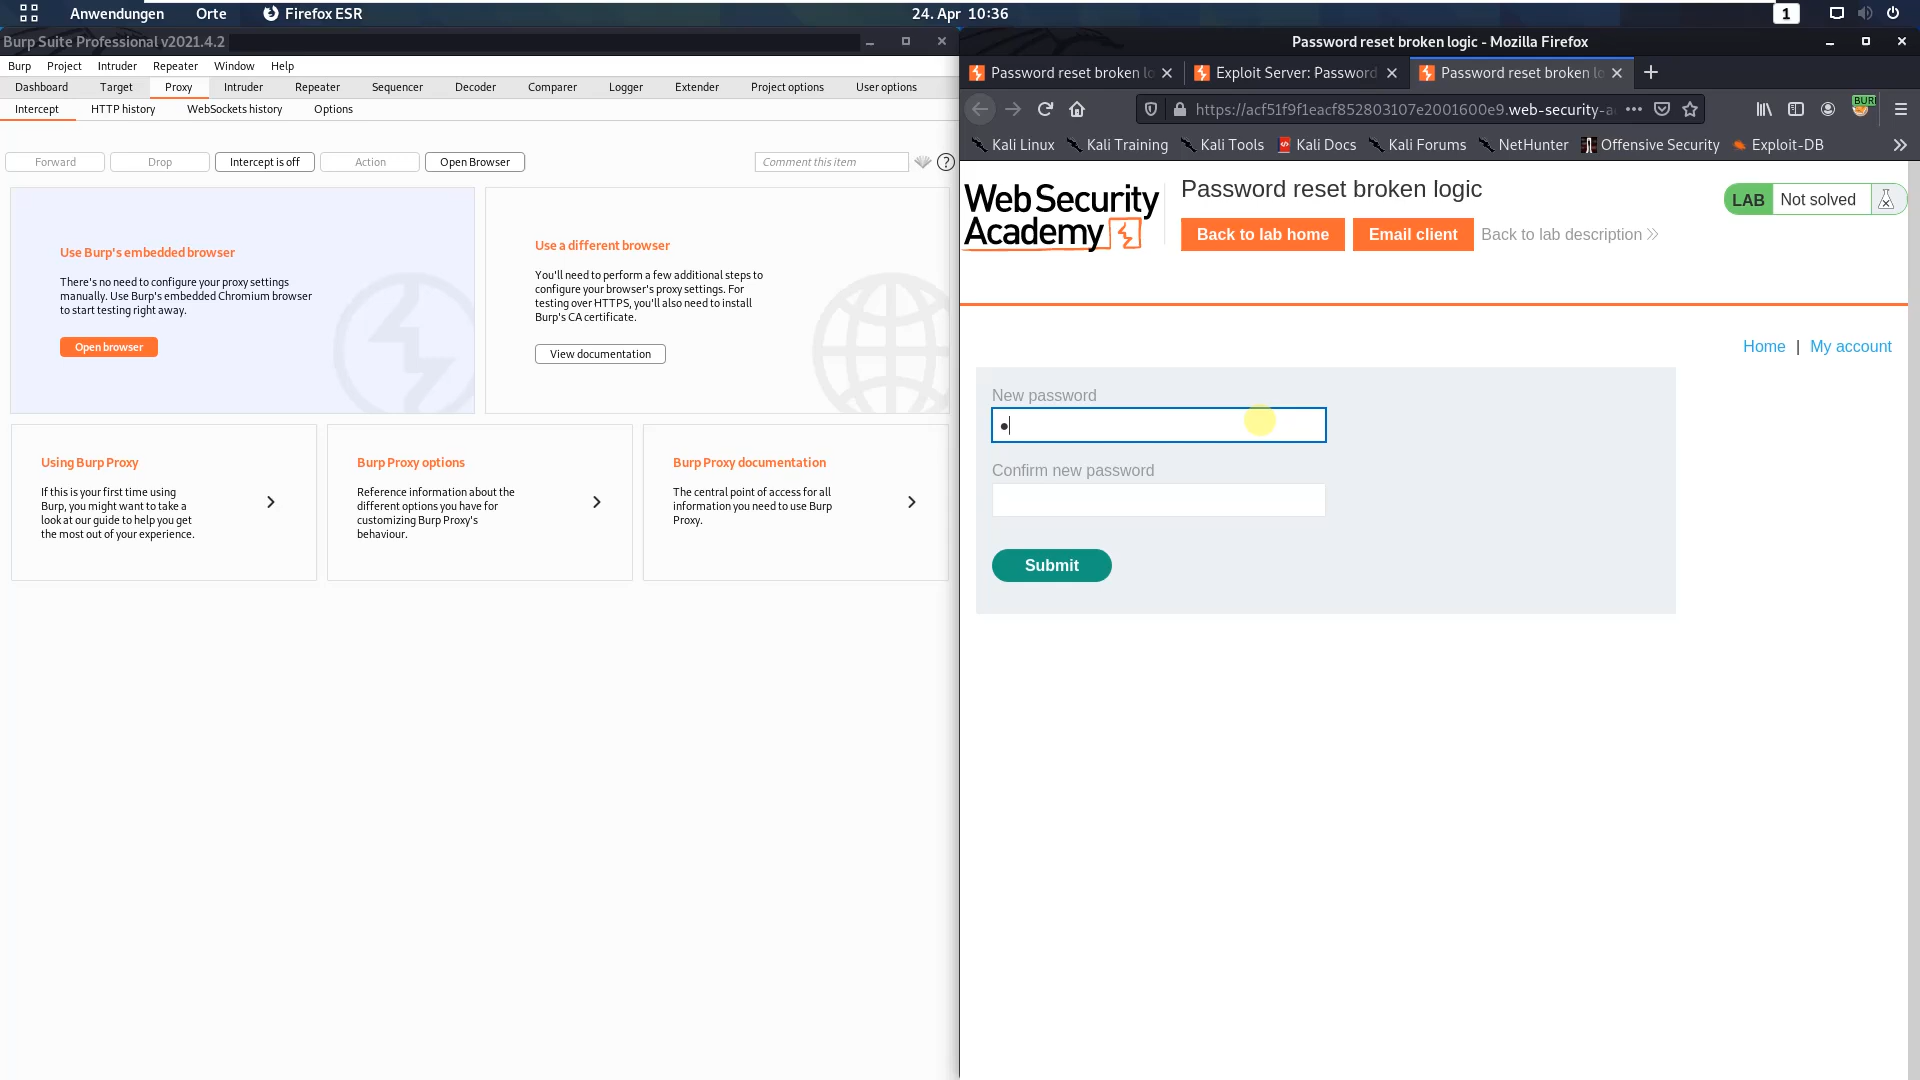 Anwendungen Orte Firefox ESR 24. Apr 10:36 1
Burp Suite Professional v2021.4.2
Burp Project Intruder Repeater Window Help
Dashboard Target Proxy Intruder Repeater Sequencer Decoder Comparer Logger Extender Project options User options
Intercept HTTP history WebSockets history Options
Forward Drop Intercept is off Action Open Browser Comment this item ?
Use Burp's embedded browser
There's no need to configure your proxy settings
manually. Use Burp's embedded Chromium browser
to start testing right away.
Open browser
Use a different browser
You'll need to perform a few additional steps to
configure your browser's proxy settings. For
testing over HTTPS, you'll also need to install
Burp's CA certificate.
View documentation
Using Burp Proxy
If this is your first time using
Burp, you might want to take a
look at our guide to help you get
the most out of your experience.
Burp Proxy options
Reference information about the
different options you have for
customizing Burp Proxy's
behaviour.
Burp Proxy documentation
The central point of access for all
information you need to use Burp
Proxy.
Password reset broken logic - Mozilla Firefox
Password reset broken lo Exploit Server: Password Password reset broken lo
https://acf51f9f1eacf852803107e2001600e9.web-security-a BUR
Kali Linux Kali Training Kali Tools Kali Docs Kali Forums NetHunter Offensive Security Exploit-DB
Web Security
Academy
Password reset broken logic
Back to lab home Email client Back to lab description
LAB Not solved
Home | My account
New password
Confirm new password
Submit